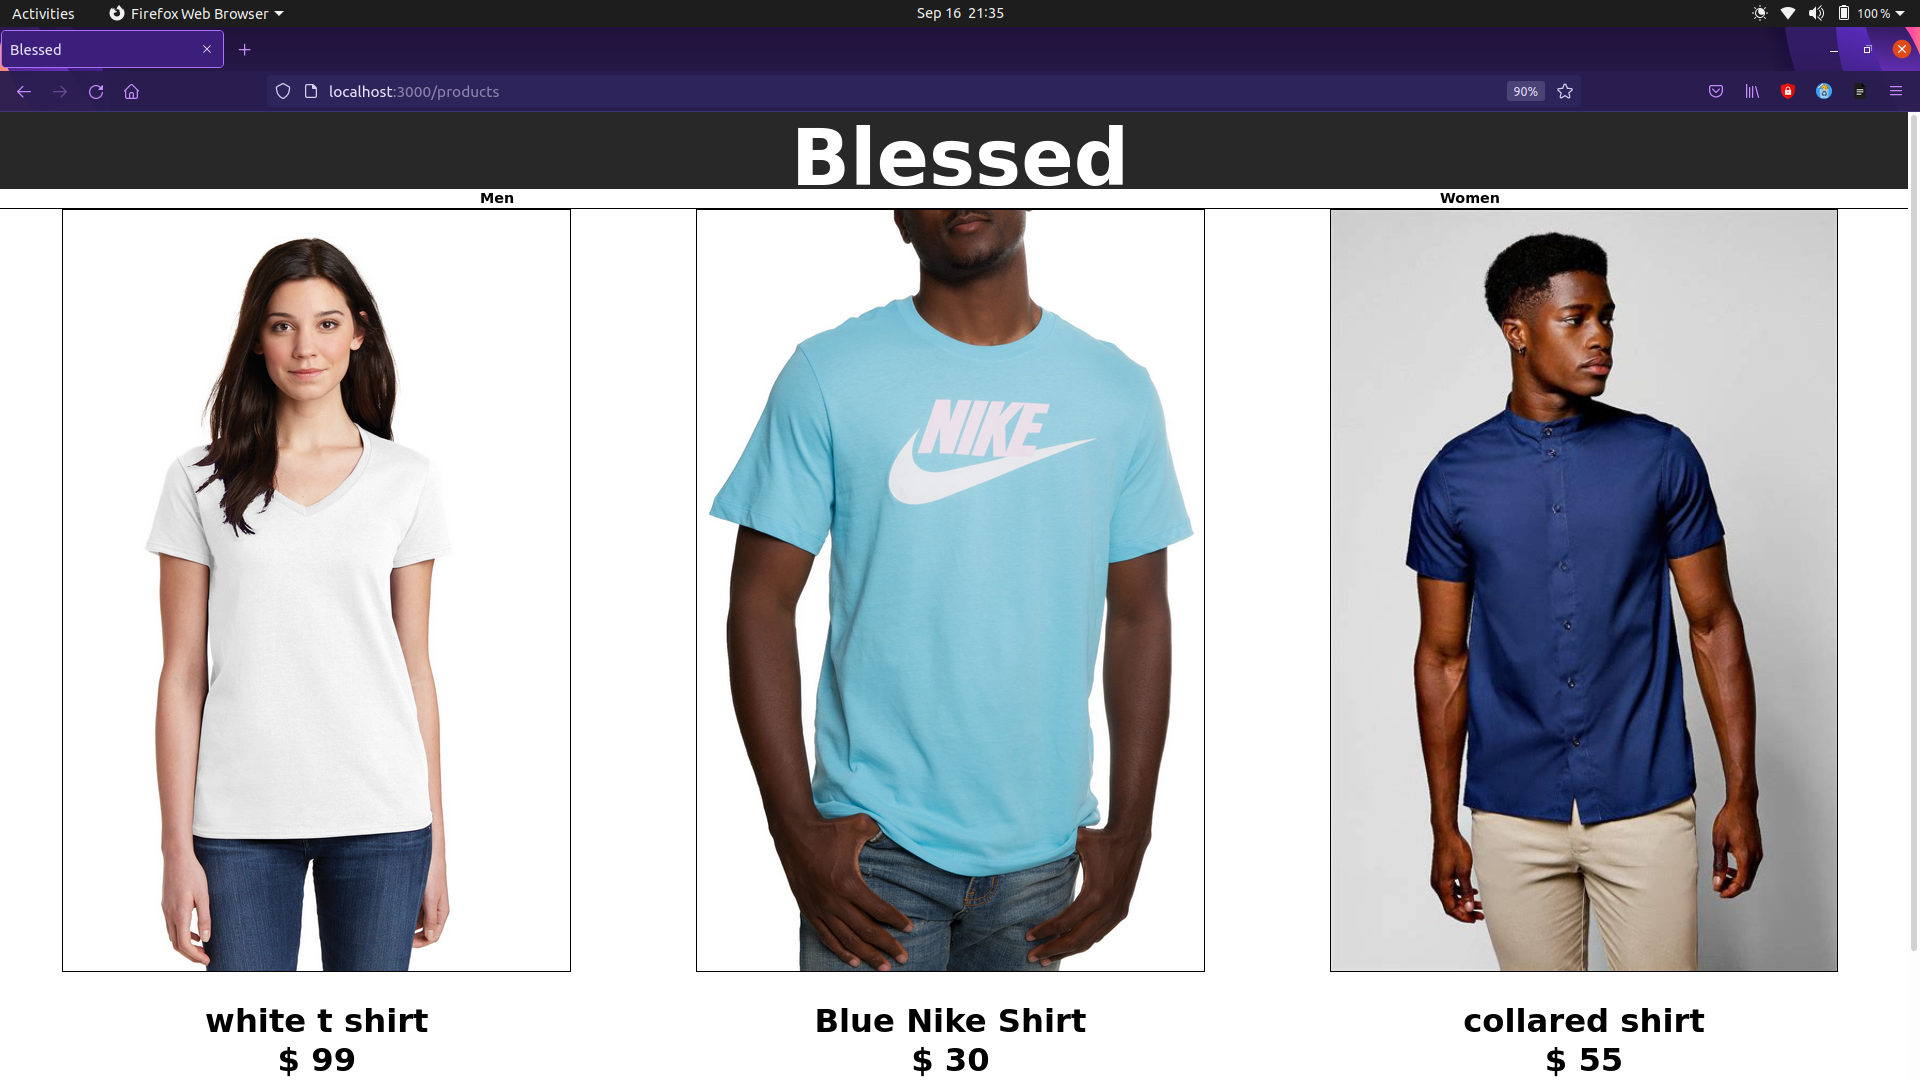 Activities
Firefox Web Browser
Sep 16 21:35
100 %
Blessed
localhost:3000/products
90%
Blessed
Men
Women
NIKE
white t shirt
$ 99
Blue Nike Shirt
$ 30
collared shirt
$ 55